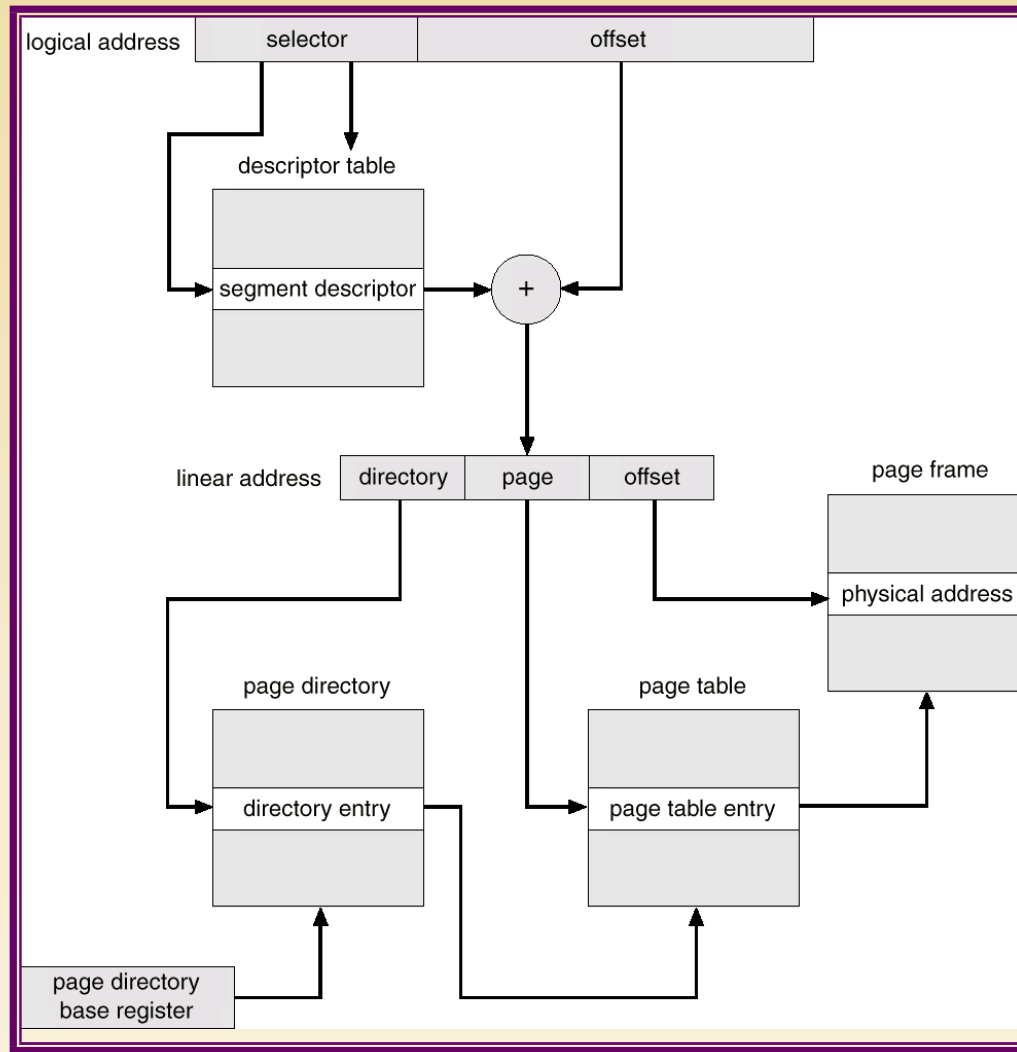 logical address
selector
offset
descriptor table
segment descriptor
+
linear address
directory
page
offset
page frame
physical address
page directory
page table
directory entry
page table entry
page directory
base register